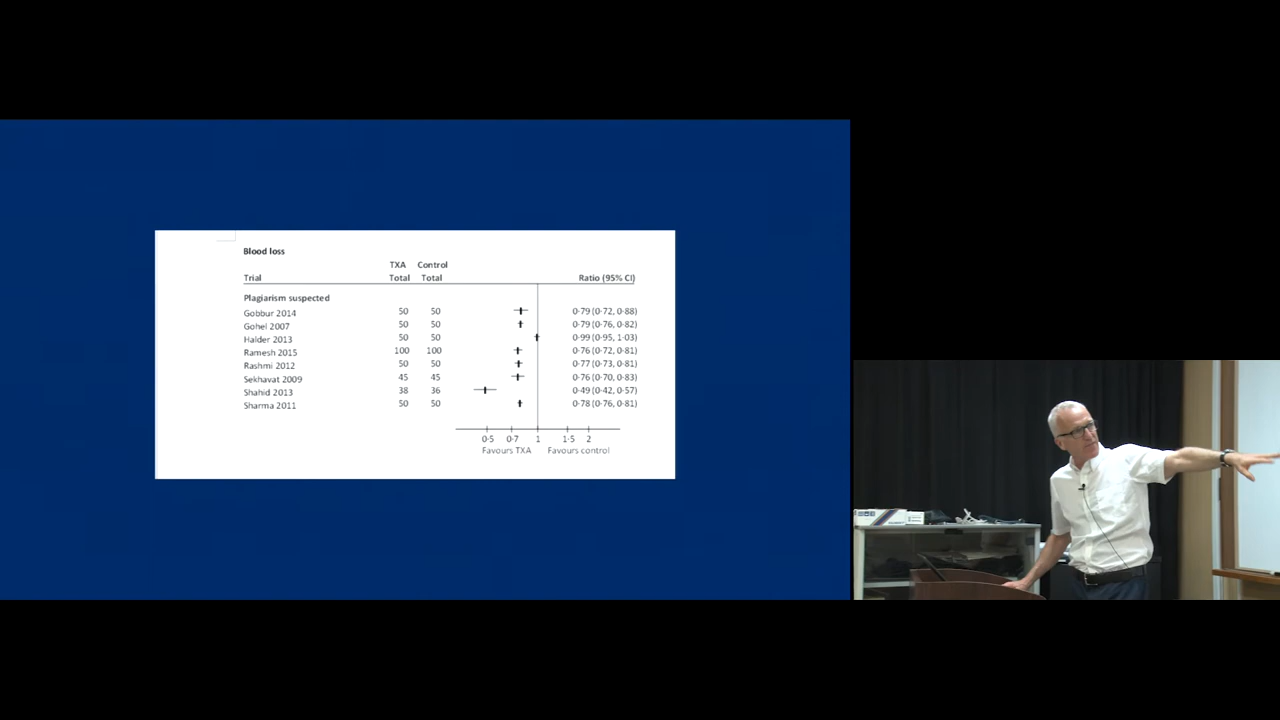 Blood loss
TXA Control
Trial Total Total Ratio (95% CI)
Plagiarism suspected
Gobbur 2014 50 50 0·79 (0·72, 0·88)
Gohel 2007 50 50 0·79 (0·76, 0·82)
Halder 2013 50 50 0·99 (0·95, 1·03)
Ramesh 2015 100 100 0·76 (0·72, 0·81)
Rashmi 2012 50 50 0·77 (0·73, 0·81)
Sekhavat 2009 45 45 0·76 (0·70, 0·83)
Shahid 2013 38 36 0·49 (0·42, 0·57)
Sharma 2011 50 50 0·78 (0·76, 0·81)
0·5 0·7 1 1·5 2
Favours TXA Favours control